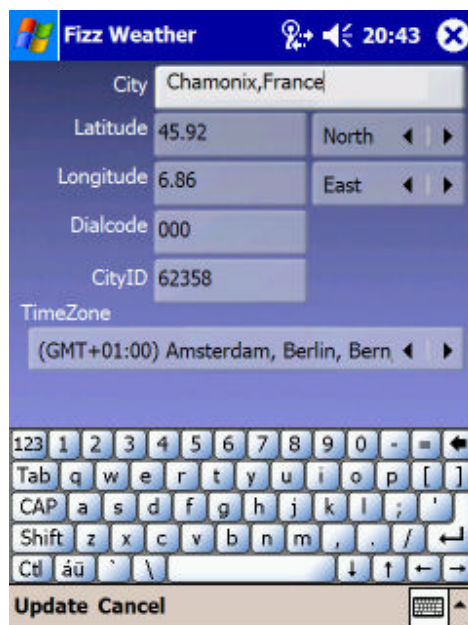 Fizz Weather 20:43
City Chamonix,France
Latitude 45.92 North
Longitude 6.86 East
Dialcode 000
CityID 62358
TimeZone
(GMT+01:00) Amsterdam, Berlin, Bern,
123 1 2 3 4 5 6 7 8 9 0 - =
Tab q w e r t y u i o p [ ]
CAP a s d f g h j k l ; '
Shift z x c v b n m , . /
Ctl áü ` \
Update Cancel